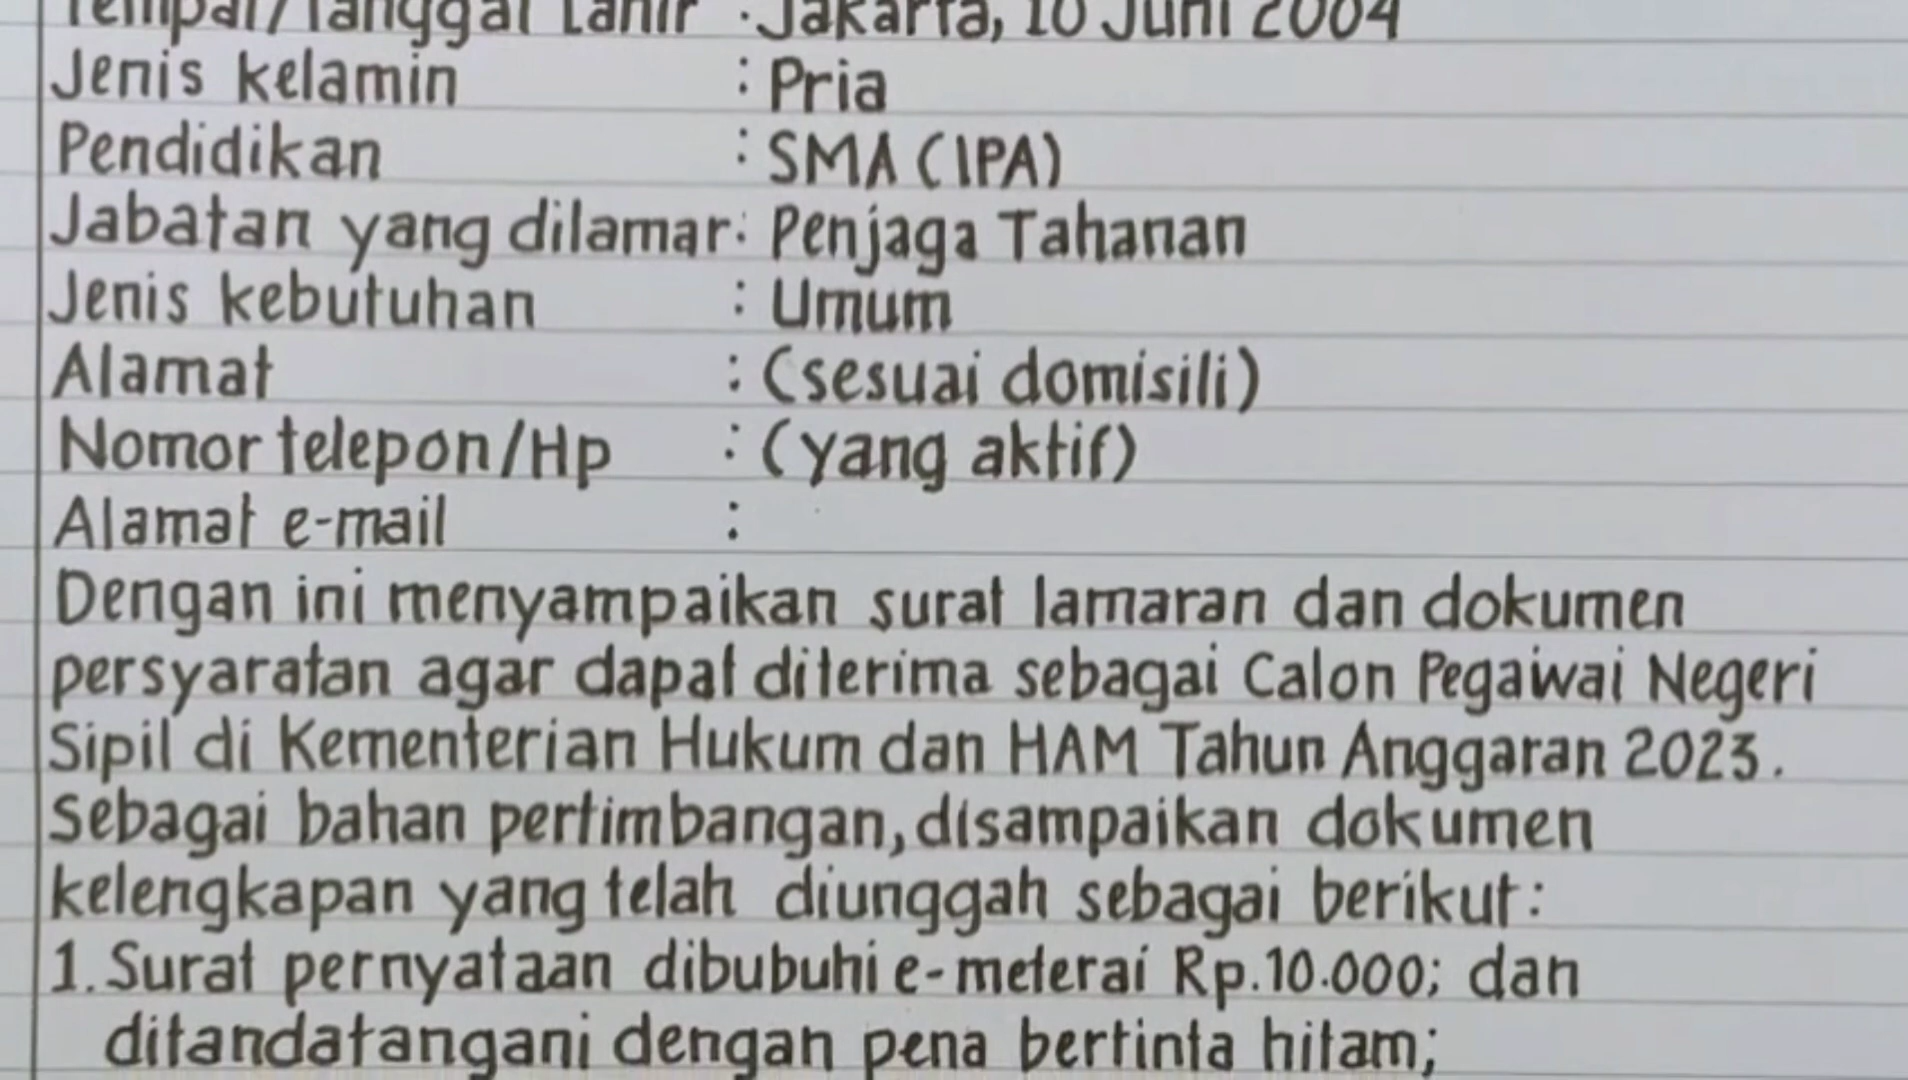 Tempat/Tanggal Lahir : Jakarta, 10 Juni 2004
Jenis kelamin : Pria
Pendidikan : SMA (IPA)
Jabatan yang dilamar : Penjaga Tahanan
Jenis kebutuhan : Umum
Alamat : (sesuai domisili)
Nomor telepon/Hp : (yang aktif)
Alamat e-mail :
Dengan ini menyampaikan surat lamaran dan dokumen
persyaratan agar dapat diterima sebagai Calon Pegawai Negeri
Sipil di Kementerian Hukum dan HAM Tahun Anggaran 2023.
Sebagai bahan pertimbangan, disampaikan dokumen
kelengkapan yang telah diunggah sebagai berikut:
1. Surat pernyataan dibubuhi e-meterai Rp.10.000; dan
ditandatangani dengan pena bertinta hitam;